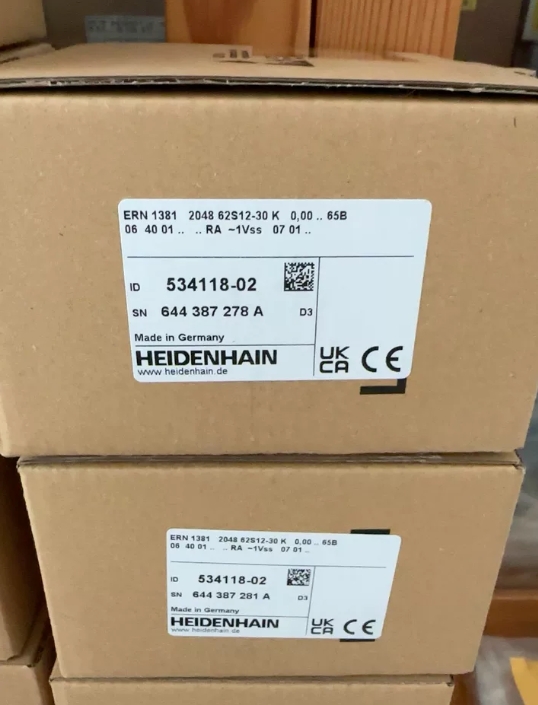 ERN 1381 2048 62S12-30 K 0,00 .. 65B
06 40 01 .. .. RA ~1Vss 07 01 ..
ID 534118-02
SN 644 387 278 A D3
Made in Germany
HEIDENHAIN
www.heidenhain.de
UK
CA CE
ERN 1381 2048 62S12-30 K 0,00 .. 65B
06 40 01 .. .. RA ~1Vss 07 01 ..
ID 534118-02
SN 644 387 281 A D3
Made in Germany
HEIDENHAIN
www.heidenhain.de
UK
CA CE